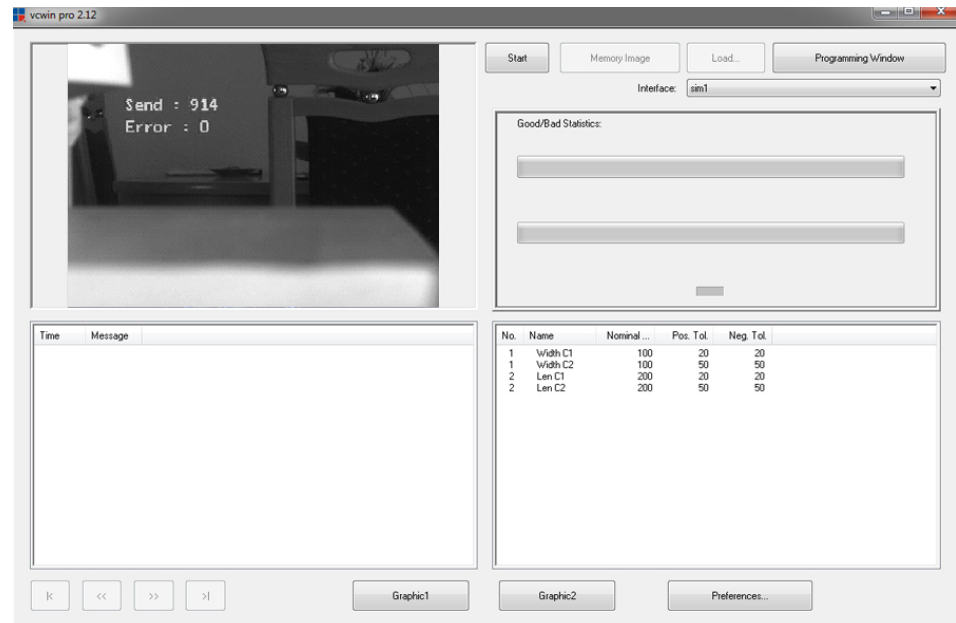 vcwin pro 2.12
Start Memory Image Load... Programming Window
Interface: sim1
Send : 914
Error : 0
Good/Bad Statistics:
Time Message
No. Name Nominal ... Pos. Tol. Neg. Tol.
1 Width C1 100 20 20
1 Width C2 100 50 50
2 Len C1 200 20 20
2 Len C2 200 50 50
|< << >> >| Graphic1 Graphic2 Preferences...